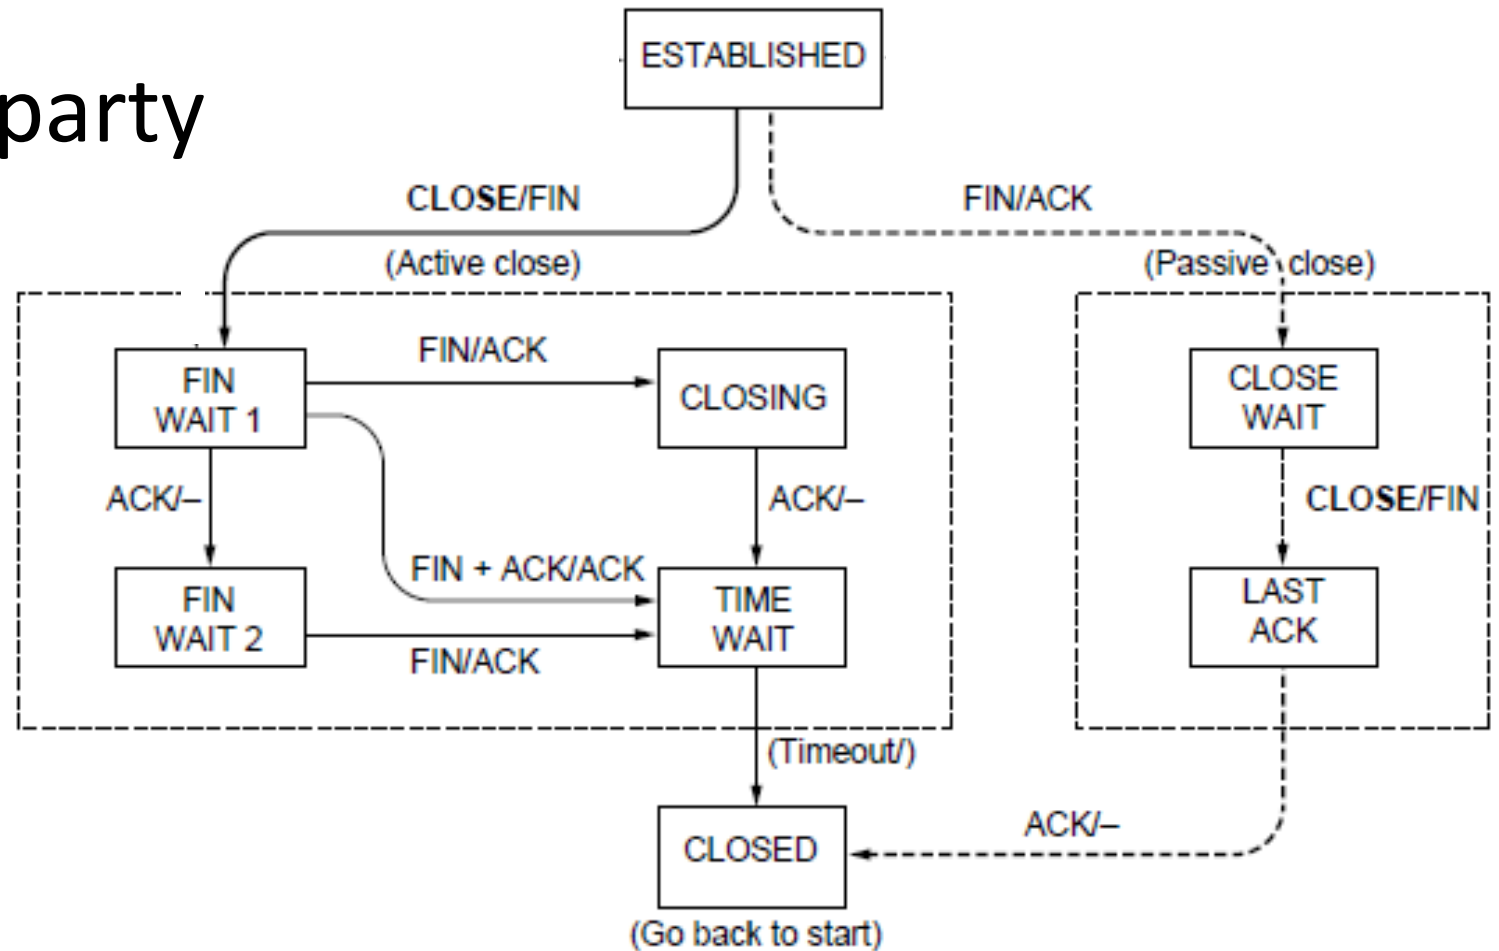 ESTABLISHED
party
CLOSE/FIN
FIN/ACK
(Active close)
(Passive close)
FIN
WAIT 1
FIN/ACK
CLOSING
CLOSE
WAIT
ACK/–
ACK/–
CLOSE/FIN
FIN
WAIT 2
FIN + ACK/ACK
FIN/ACK
TIME
WAIT
LAST
ACK
(Timeout/)
ACK/–
CLOSED
(Go back to start)